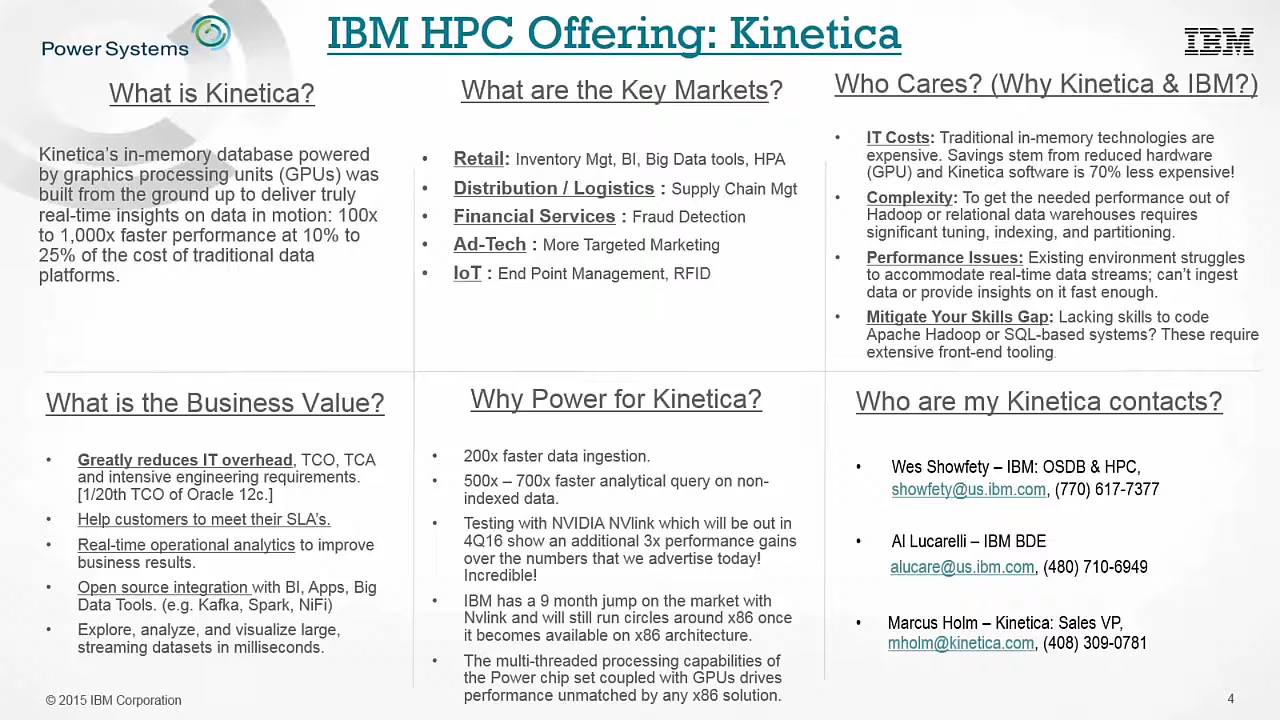 Power Systems
IBM HPC Offering: Kinetica
IBM
What is Kinetica?
Kinetica's in-memory database powered
by graphics processing units (GPUs) was
built from the ground up to deliver truly
real-time insights on data in motion: 100x
to 1,000x faster performance at 10% to
25% of the cost of traditional data
platforms.
What are the Key Markets?
• Retail: Inventory Mgt, BI, Big Data tools, HPA
• Distribution / Logistics : Supply Chain Mgt
• Financial Services : Fraud Detection
• Ad-Tech : More Targeted Marketing
• IoT : End Point Management, RFID
Who Cares? (Why Kinetica & IBM?)
• IT Costs: Traditional in-memory technologies are
expensive. Savings stem from reduced hardware
(GPU) and Kinetica software is 70% less expensive!
• Complexity: To get the needed performance out of
Hadoop or relational data warehouses requires
significant tuning, indexing, and partitioning.
• Performance Issues: Existing environment struggles
to accommodate real-time data streams; can't ingest
data or provide insights on it fast enough.
• Mitigate Your Skills Gap: Lacking skills to code
Apache Hadoop or SQL-based systems? These require
extensive front-end tooling.
What is the Business Value?
• Greatly reduces IT overhead, TCO, TCA
and intensive engineering requirements.
[1/20th TCO of Oracle 12c.]
• Help customers to meet their SLA's.
• Real-time operational analytics to improve
business results.
• Open source integration with BI, Apps, Big
Data Tools. (e.g. Kafka, Spark, NiFi)
• Explore, analyze, and visualize large,
streaming datasets in milliseconds.
Why Power for Kinetica?
• 200x faster data ingestion.
• 500x – 700x faster analytical query on non-
indexed data.
• Testing with NVIDIA NVlink which will be out in
4Q16 show an additional 3x performance gains
over the numbers that we advertise today!
Incredible!
• IBM has a 9 month jump on the market with
Nvlink and will still run circles around x86 once
it becomes available on x86 architecture.
• The multi-threaded processing capabilities of
the Power chip set coupled with GPUs drives
performance unmatched by any x86 solution.
Who are my Kinetica contacts?
• Wes Showfety – IBM: OSDB & HPC,
showfety@us.ibm.com, (770) 617-7377
• Al Lucarelli – IBM BDE
alucare@us.ibm.com, (480) 710-6949
• Marcus Holm – Kinetica: Sales VP,
mholm@kinetica.com, (408) 309-0781
© 2015 IBM Corporation
4